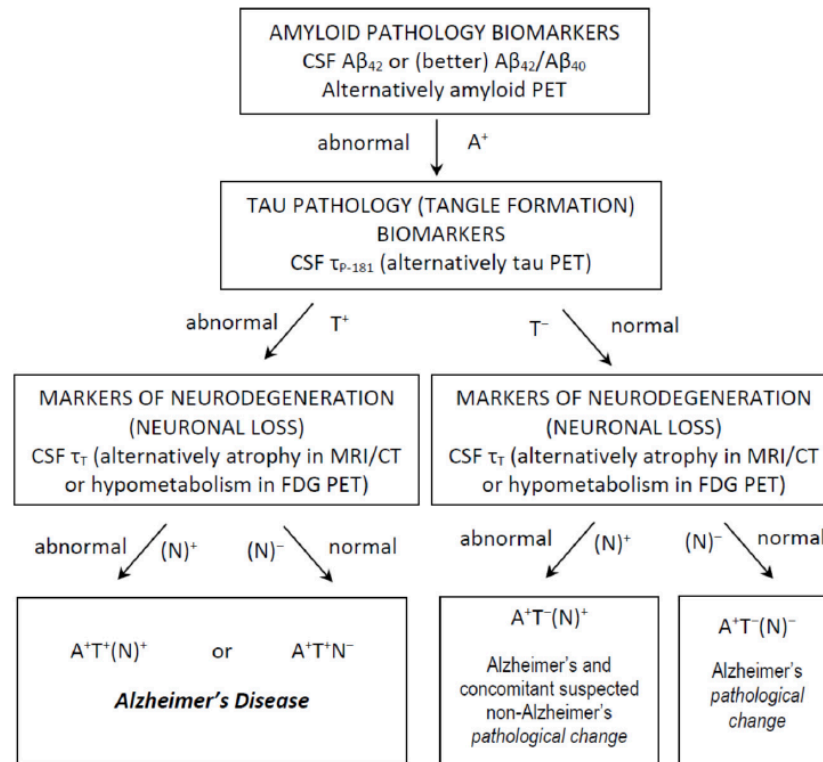 AMYLOID PATHOLOGY BIOMARKERS
CSF Aβ₄₂ or (better) Aβ₄₂/Aβ₄₀
Alternatively amyloid PET
abnormal A⁺
TAU PATHOLOGY (TANGLE FORMATION)
BIOMARKERS
CSF τP-181 (alternatively tau PET)
abnormal T⁺
T⁻ normal
MARKERS OF NEURODEGENERATION
(NEURONAL LOSS)
CSF τT (alternatively atrophy in MRI/CT
or hypometabolism in FDG PET)
MARKERS OF NEURODEGENERATION
(NEURONAL LOSS)
CSF τT (alternatively atrophy in MRI/CT
or hypometabolism in FDG PET)
abnormal (N)⁺ (N)⁻ normal
abnormal (N)⁺ (N)⁻ normal
A⁺T⁺(N)⁺ or A⁺T⁺N⁻
Alzheimer's Disease
A⁺T⁻(N)⁺
Alzheimer's and
concomitant suspected
non-Alzheimer's
pathological change
A⁺T⁻(N)⁻
Alzheimer's
pathological
change